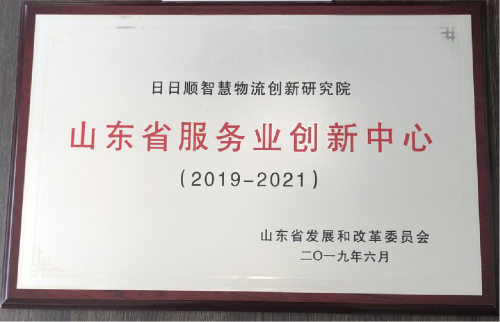 日日顺智慧物流创新研究院
山东省服务业创新中心
(2019-2021)
山东省发展和改革委员会
二〇一九年六月